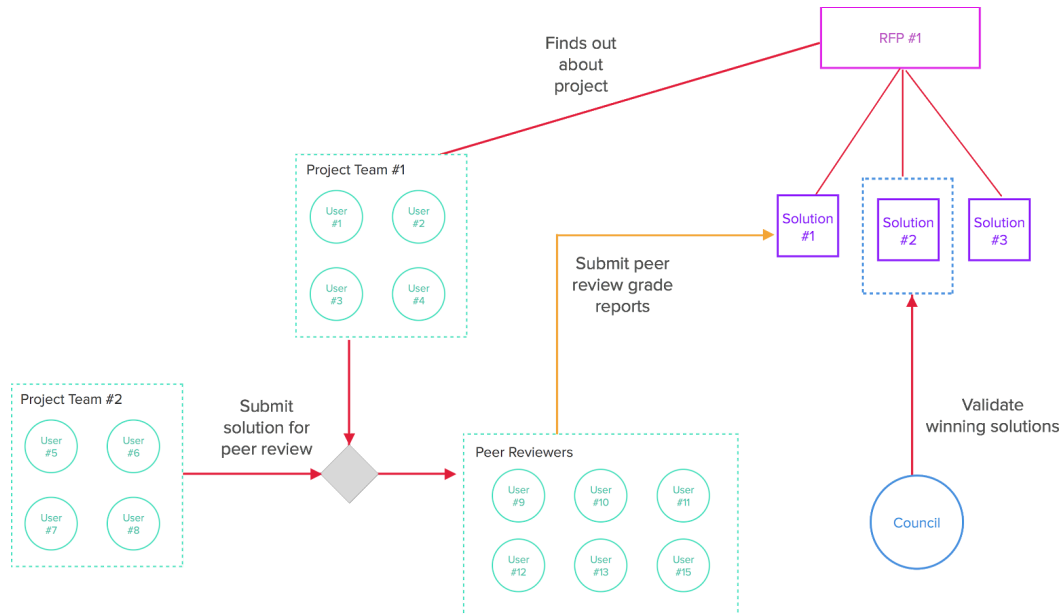 RFP #1
Finds out
about
project
Project Team #1
User
#1
User
#2
User
#3
User
#4
Solution
#1
Solution
#2
Solution
#3
Submit peer
review grade
reports
Project Team #2
User
#5
User
#6
User
#7
User
#8
Submit
solution for
peer review
Peer Reviewers
User
#9
User
#10
User
#11
User
#12
User
#13
User
#15
Validate
winning solutions
Council